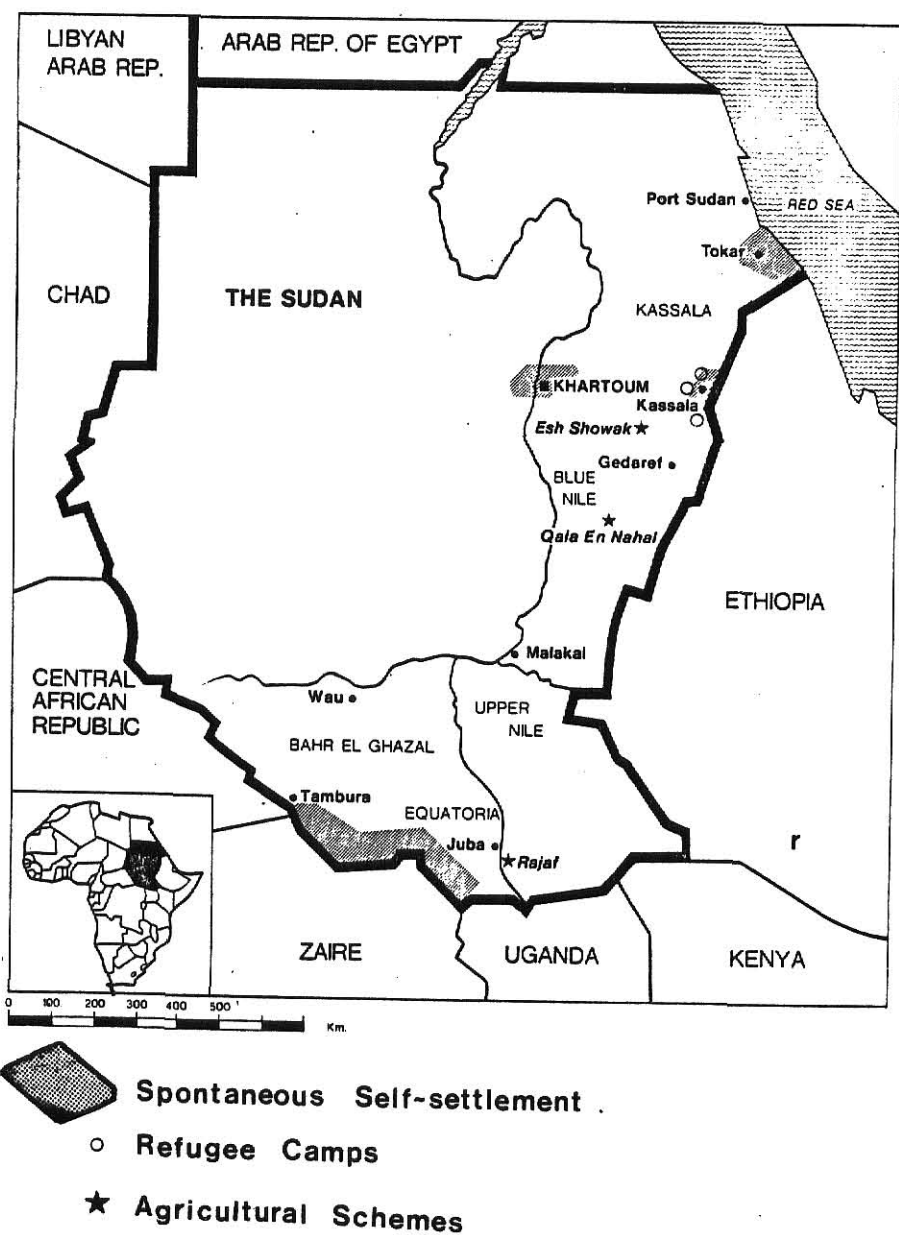 LIBYAN
ARAB REP.
ARAB REP. OF EGYPT
Port Sudan
RED SEA
Tokar
CHAD
THE SUDAN
KASSALA
KHARTOUM
Kassala
Esh Showak
Gedaref
BLUE
NILE
Qala En Nahal
ETHIOPIA
Malakal
CENTRAL
AFRICAN
REPUBLIC
Wau
UPPER
NILE
BAHR EL GHAZAL
Tambura
EQUATORIA
Juba
Rajaf
r
ZAIRE
UGANDA
KENYA
0 100 200 300 400 500
Km.
Spontaneous Self-settlement .
Refugee Camps
Agricultural Schemes